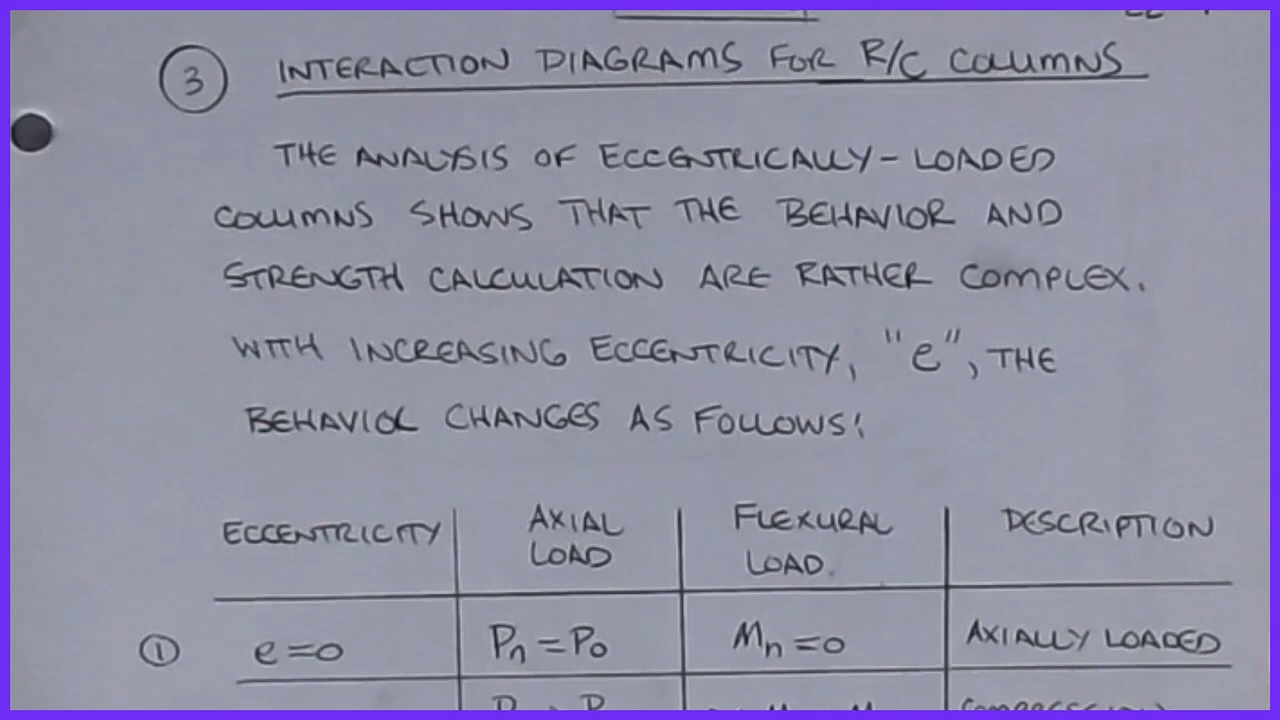 ③ INTERACTION DIAGRAMS FOR R/C COLUMNS
THE ANALYSIS OF ECCENTRICALLY-LOADED
COLUMNS SHOWS THAT THE BEHAVIOR AND
STRENGTH CALCULATION ARE RATHER COMPLEX.
WITH INCREASING ECCENTRICITY, "e", THE
BEHAVIOR CHANGES AS FOLLOWS:
ECCENTRICITY AXIAL LOAD FLEXURAL LOAD. DESCRIPTION
① e=0 Pn=Po Mn=0 AXIALLY LOADED